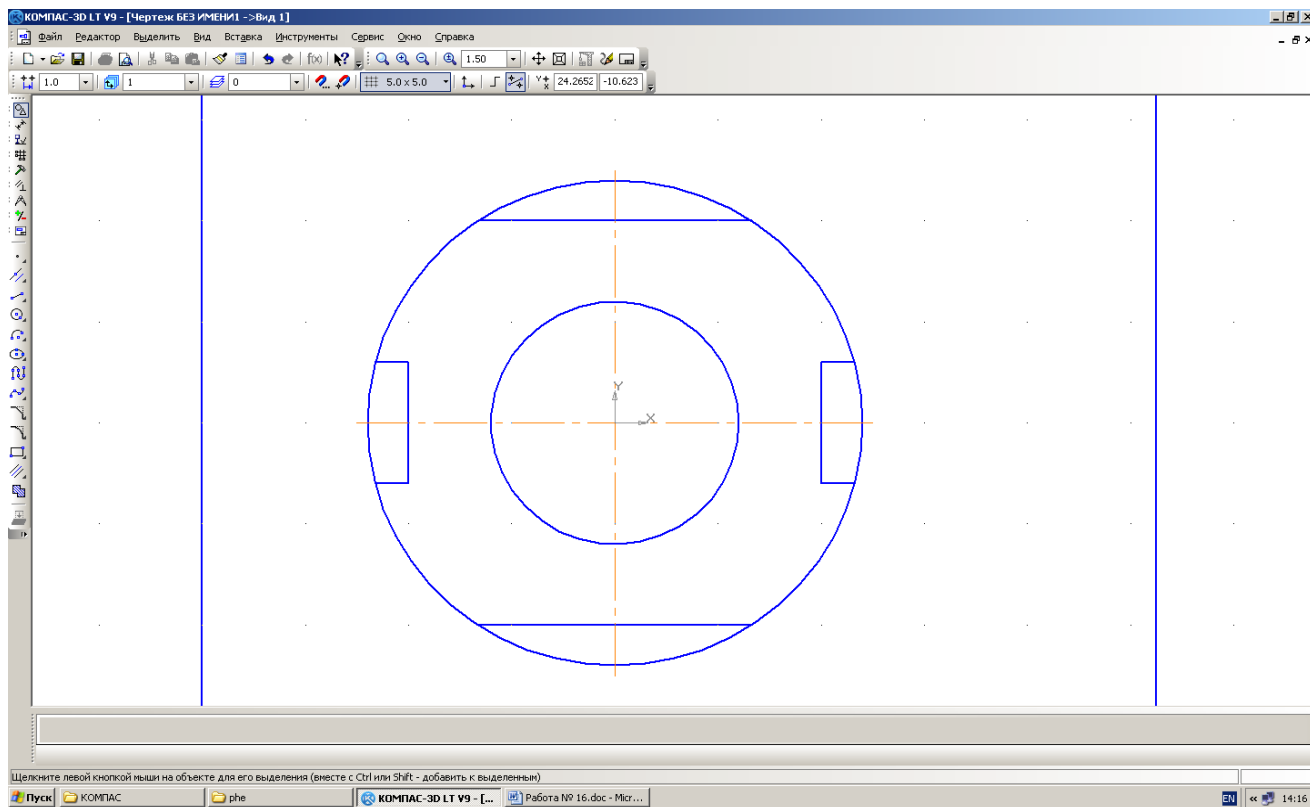 КОМПАС-3D LT V9 - [Чертеж БЕЗ ИМЕНИ1 ->Вид 1]
Файл Редактор Выделить Вид Вставка Инструменты Сервис Окно Справка
f(x) 1.50
1.0 1 0 5.0 x 5.0 Y X 24.2652 -10.623
Y
X
Щелкните левой кнопкой мыши на объекте для его выделения (вместе с Ctrl или Shift - добавить к выделенным)
Пуск КОМПАС phe КОМПАС-3D LT V9 - [... Работа № 16.doc - Micr... EN « 14:16